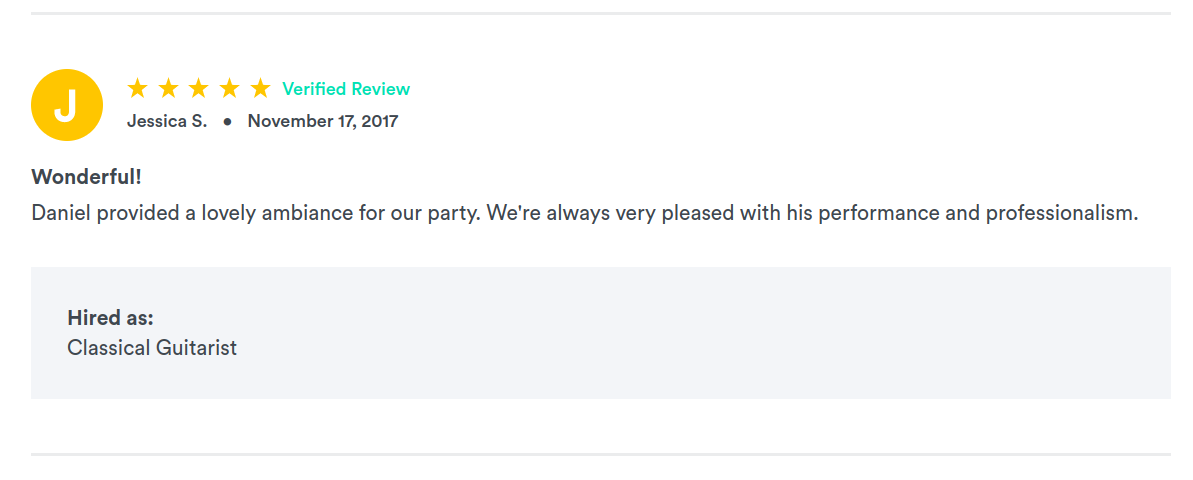 J
Verified Review
Jessica S. • November 17, 2017
Wonderful!
Daniel provided a lovely ambiance for our party. We're always very pleased with his performance and professionalism.
Hired as:
Classical Guitarist